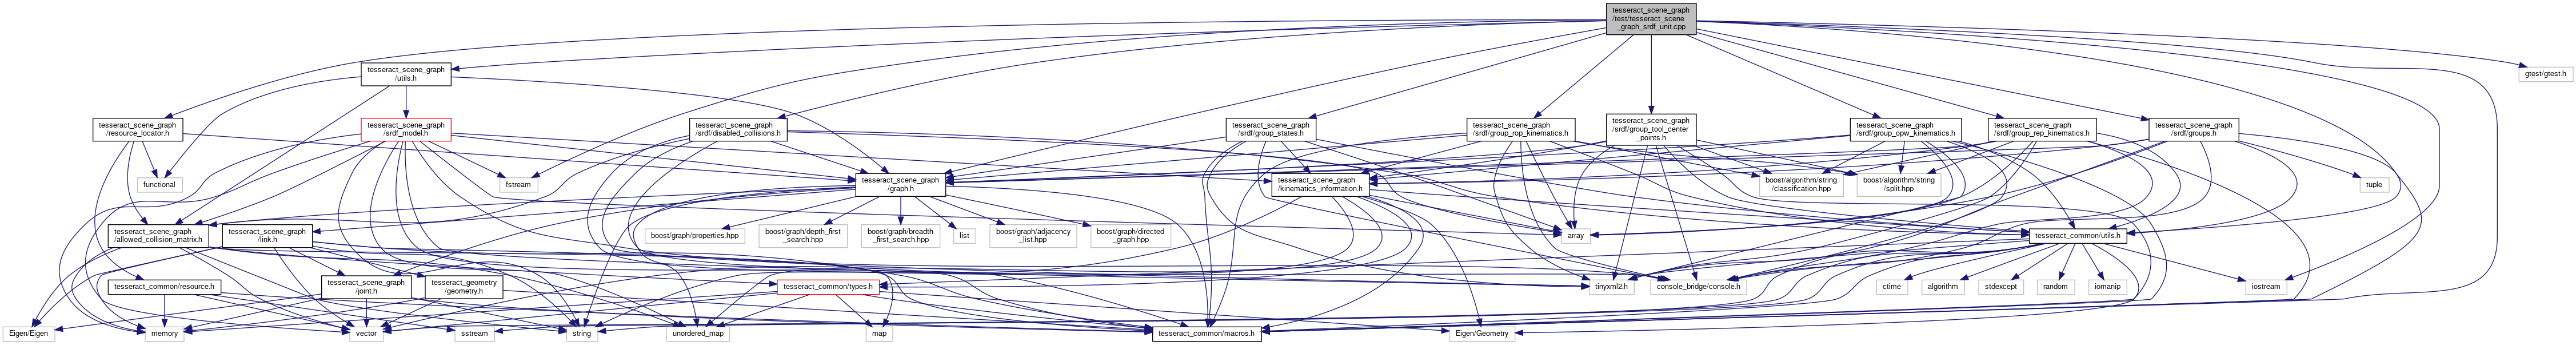 tesseract_scene_graph
/test/tesseract_scene
_graph_srdf_unit.cpp
tesseract_scene_graph
/utils.h
gtest/gtest.h
tesseract_scene_graph
/resource_locator.h
tesseract_scene_graph
/srdf_model.h
tesseract_scene_graph
/srdf/disabled_collisions.h
tesseract_scene_graph
/srdf/group_states.h
tesseract_scene_graph
/srdf/group_rop_kinematics.h
tesseract_scene_graph
/srdf/group_tool_center
_points.h
tesseract_scene_graph
/srdf/group_opw_kinematics.h
tesseract_scene_graph
/srdf/group_rep_kinematics.h
tesseract_scene_graph
/srdf/groups.h
functional
fstream
tesseract_scene_graph
/graph.h
tesseract_scene_graph
/kinematics_information.h
boost/algorithm/string
/classification.hpp
boost/algorithm/string
/split.hpp
tuple
tesseract_scene_graph
/allowed_collision_matrix.h
tesseract_scene_graph
/link.h
boost/graph/properties.hpp
boost/graph/depth_first
_search.hpp
boost/graph/breadth
_first_search.hpp
list
boost/graph/adjacency
_list.hpp
boost/graph/directed
_graph.hpp
array
tesseract_common/utils.h
tesseract_common/resource.h
tesseract_scene_graph
/joint.h
tesseract_geometry
/geometry.h
tesseract_common/types.h
tinyxml2.h
console_bridge/console.h
ctime
algorithm
stdexcept
random
iomanip
iostream
Eigen/Eigen
memory
vector
sstream
string
unordered_map
map
tesseract_common/macros.h
Eigen/Geometry